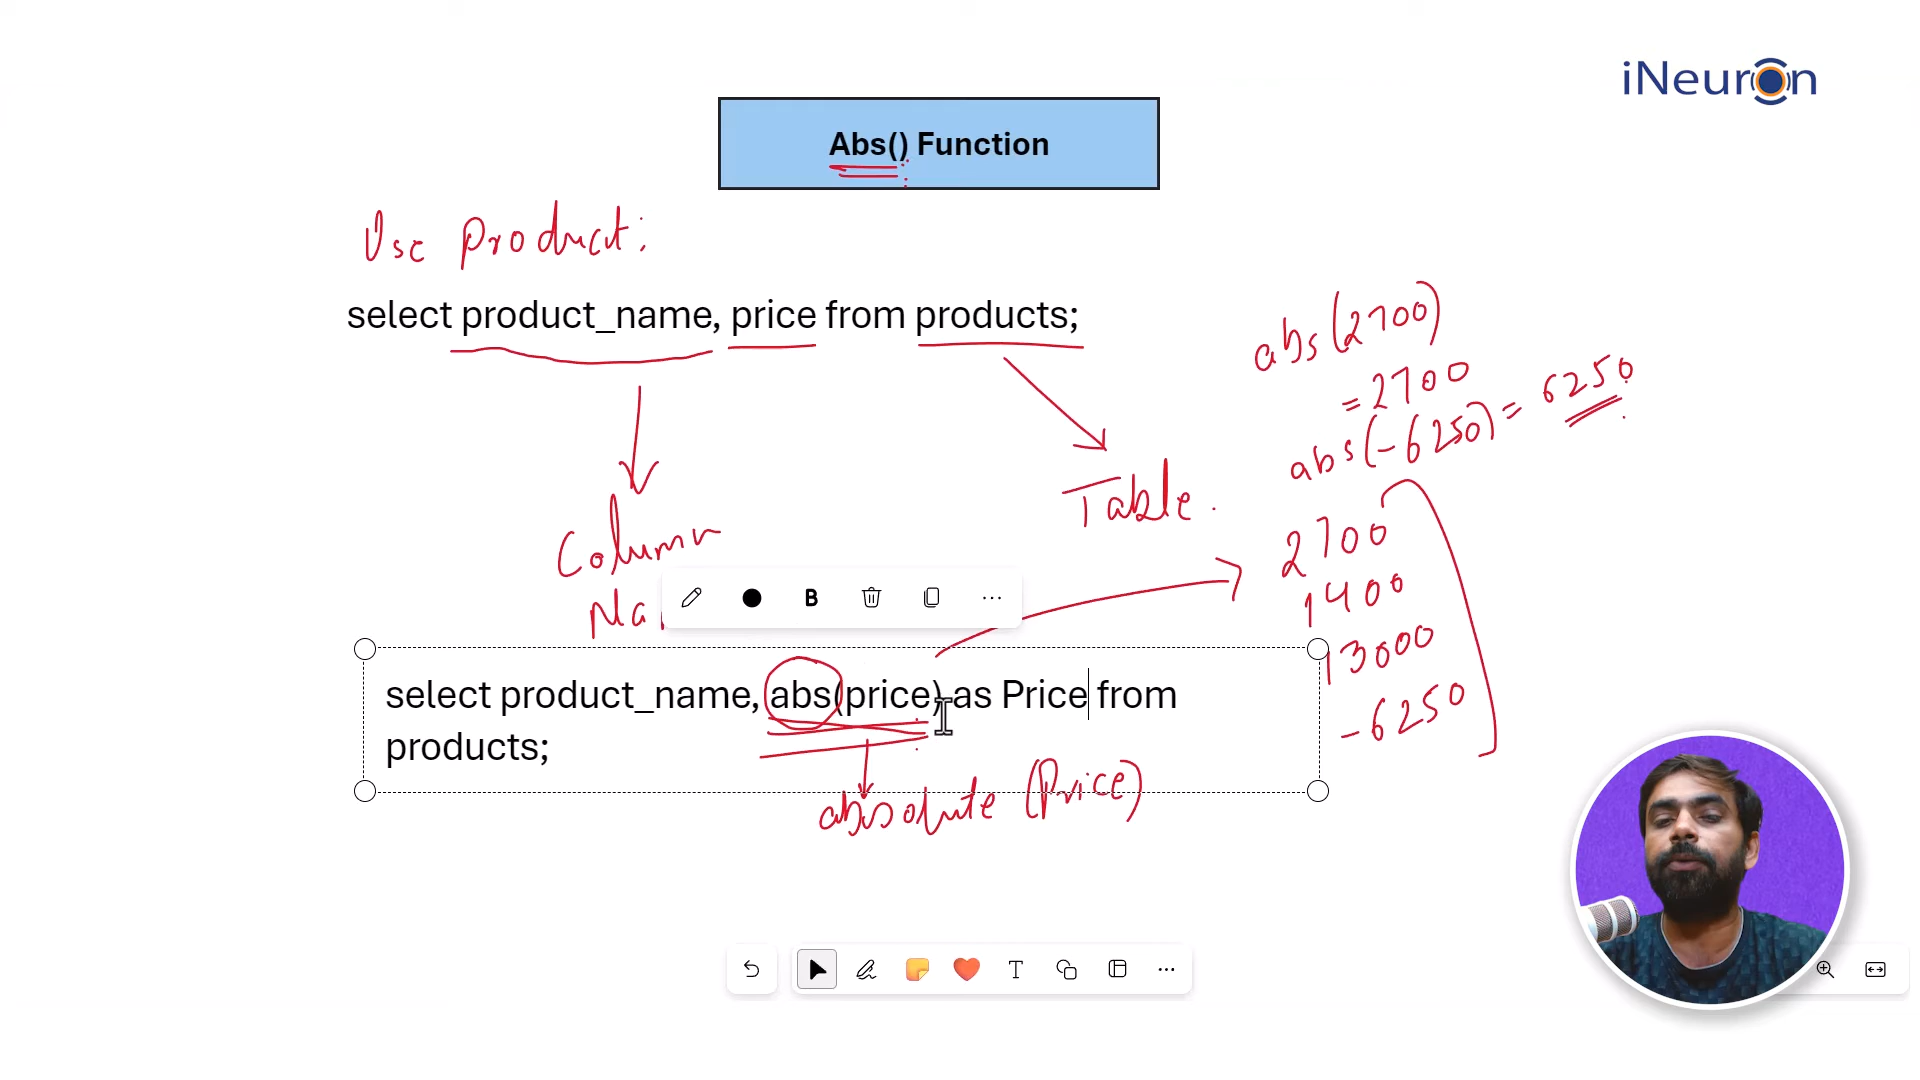 iNeuron
Abs() Function
Use product;
select product_name, price from products;
abs(2700)
=2700
abs(-6250) = 6250
Table.
Column
Na
2700
1400
13000
-6250
B
select product_name, abs(price) as Price from
products;
absolute (Price)
T